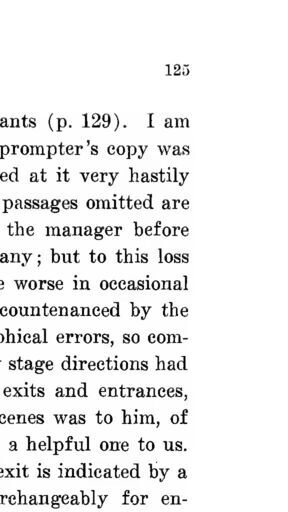 125
ants (p. 129). I am
prompter's copy was
ed at it very hastily
passages omitted are
the manager before
any; but to this loss
e worse in occasional
countenanced by the
phical errors, so com-
stage directions had
exits and entrances,
cenes was to him, of
a helpful one to us.
exit is indicated by a
rchangeably for en-